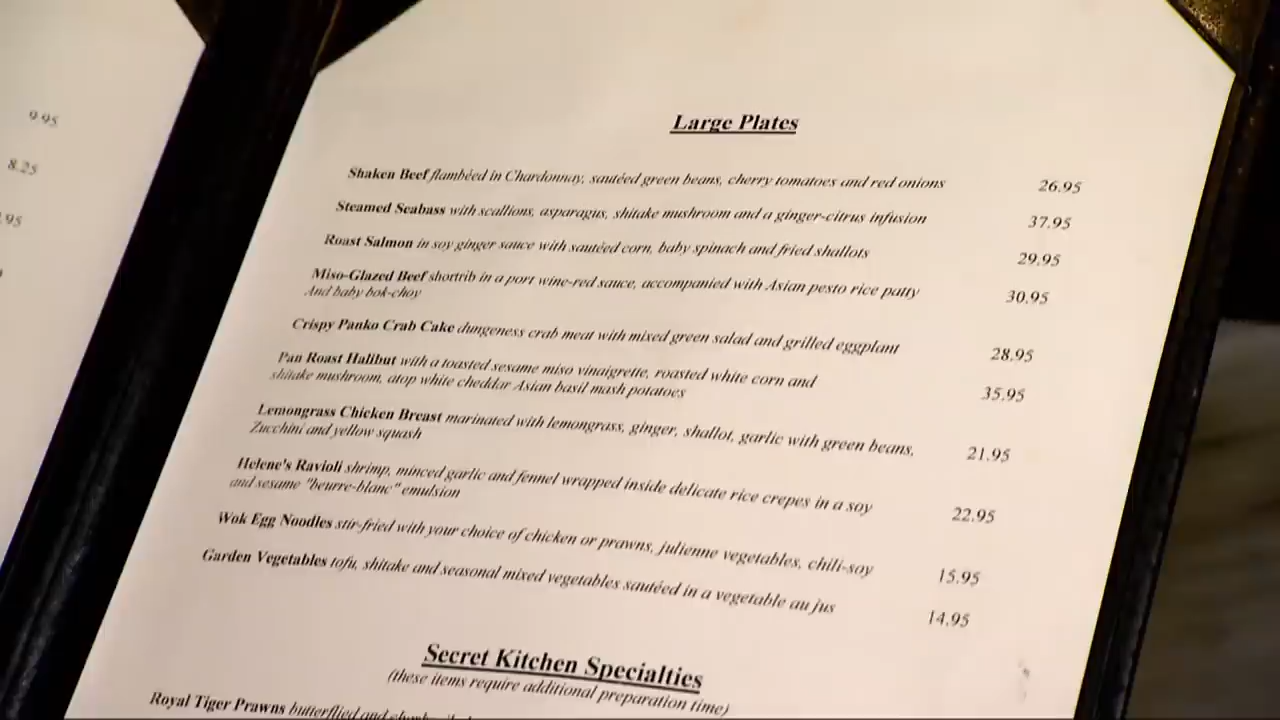 9.95
8.25
.95
Large Plates
Shaken Beef flambéed in Chardonnay, sautéed green beans, cherry tomatoes and red onions 26.95
Steamed Seabass with scallions, asparagus, shitake mushroom and a ginger-citrus infusion 37.95
Roast Salmon in soy ginger sauce with sautéed corn, baby spinach and fried shallots 29.95
Miso-Glazed Beef shortrib in a port wine-red sauce, accompanied with Asian pesto rice patty 30.95
And baby bok-choy
Crispy Panko Crab Cake dungeness crab meat with mixed green salad and grilled eggplant 28.95
Pan Roast Halibut with a toasted sesame miso vinaigrette, roasted white corn and 35.95
shitake mushroom, atop white cheddar Asian basil mash potatoes
Lemongrass Chicken Breast marinated with lemongrass, ginger, shallot, garlic with green beans, 21.95
Zucchini and yellow squash
Helene's Ravioli shrimp, minced garlic and fennel wrapped inside delicate rice crepes in a soy 22.95
and sesame "beurre-blanc" emulsion
Wok Egg Noodles stir-fried with your choice of chicken or prawns, julienne vegetables, chili-soy 15.95
Garden Vegetables tofu, shitake and seasonal mixed vegetables sautéed in a vegetable au jus 14.95
Secret Kitchen Specialties
(these items require additional preparation time)
Royal Tiger Prawns butterflied and